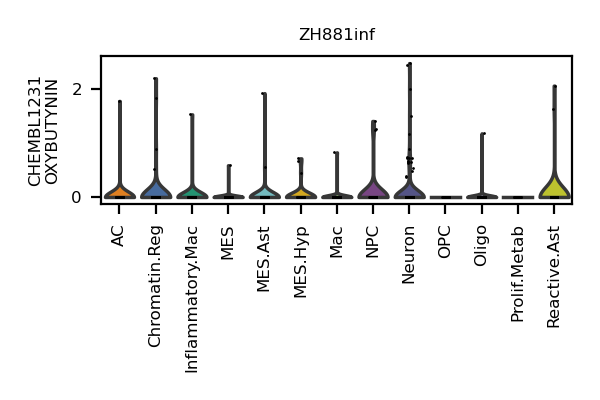 ZH881inf
CHEMBL1231
OXYBUTYNIN
2
0
AC
Chromatin.Reg
Inflammatory.Mac
MES
MES.Ast
MES.Hyp
Mac
NPC
Neuron
OPC
Oligo
Prolif.Metab
Reactive.Ast